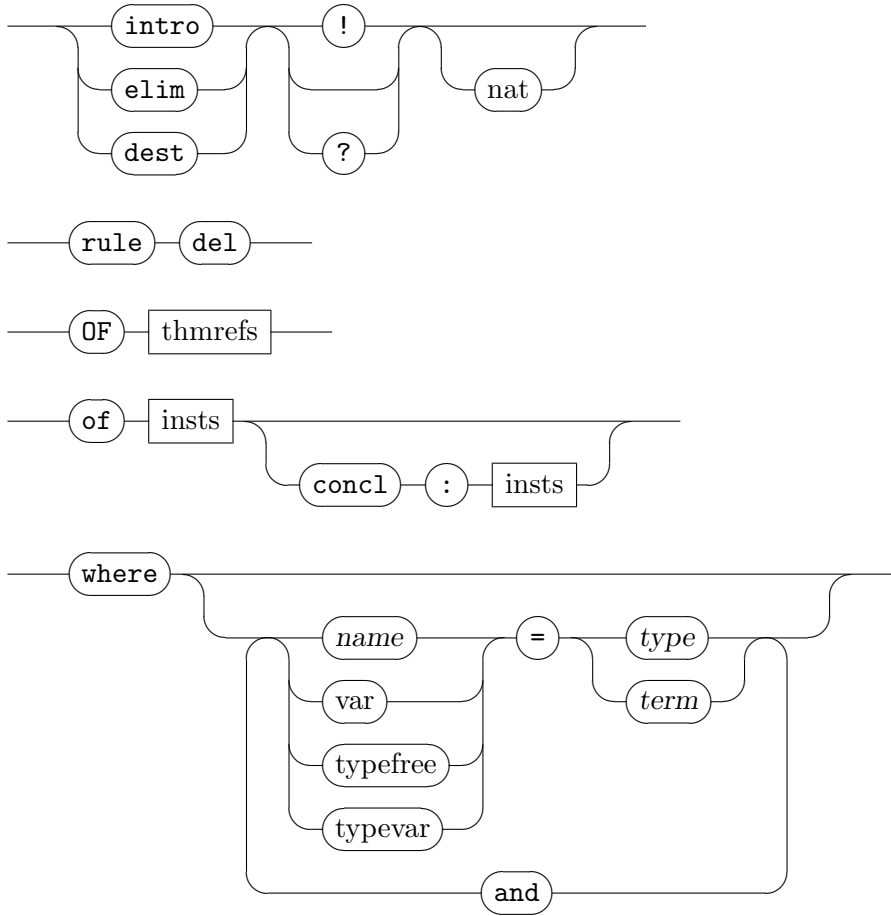 intro !
elim nat
dest ?
rule del
OF thmrefs
of insts
concl : insts
where
name = type
var term
typefree
typevar
and